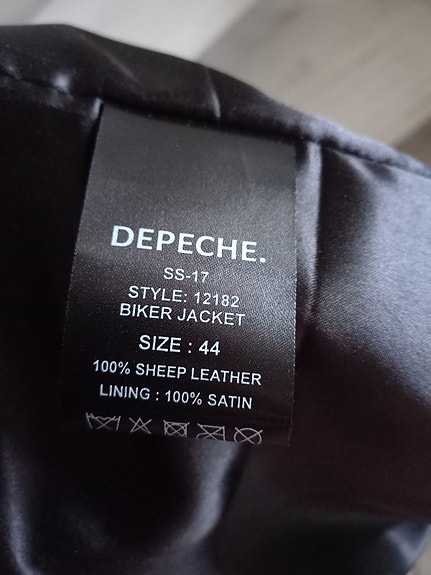 DEPECHE.
SS-17
STYLE: 12182
BIKER JACKET
SIZE : 44
100% SHEEP LEATHER
LINING : 100% SATIN